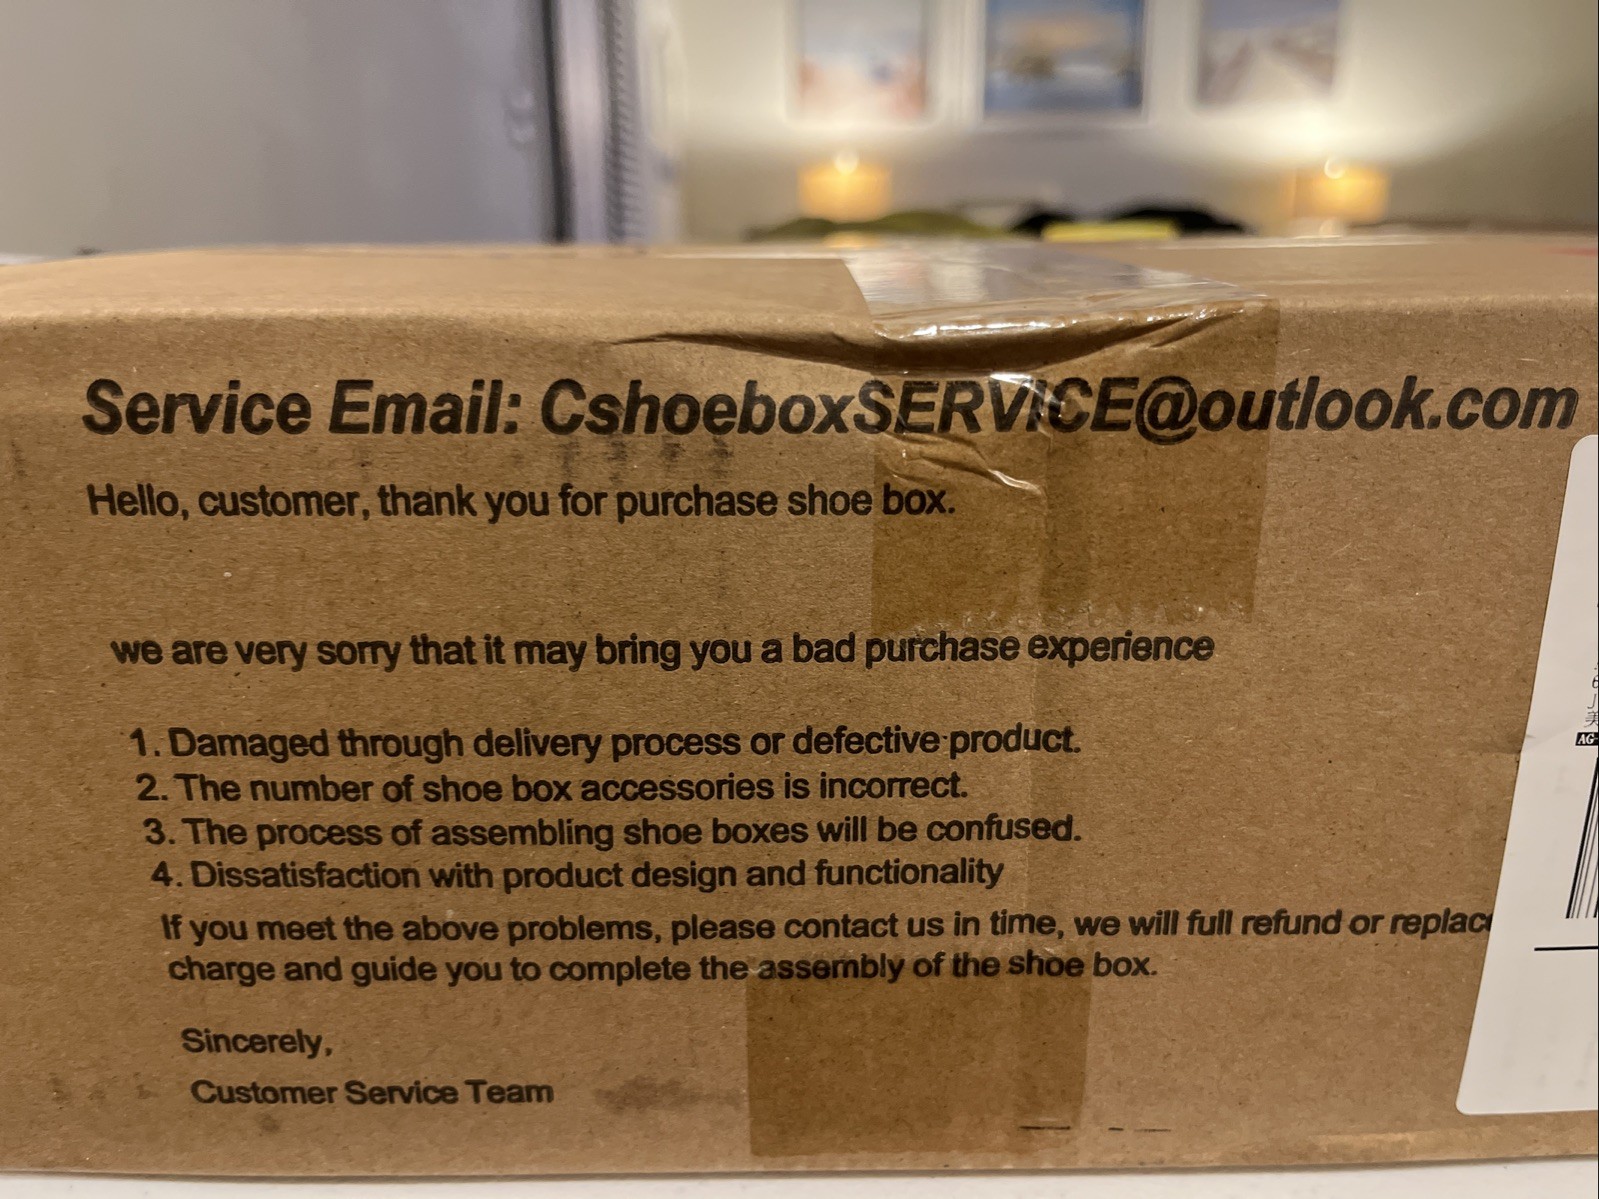 Service Email: CshoeboxSERVICE@outlook.com
Hello, customer, thank you for purchase shoe box.
we are very sorry that it may bring you a bad purchase experience
1. Damaged through delivery process or defective product.
2. The number of shoe box accessories is incorrect.
3. The process of assembling shoe boxes will be confused.
4. Dissatisfaction with product design and functionality
If you meet the above problems, please contact us in time, we will full refund or replac
charge and guide you to complete the assembly of the shoe box.
Sincerely,
Customer Service Team
美
AG-